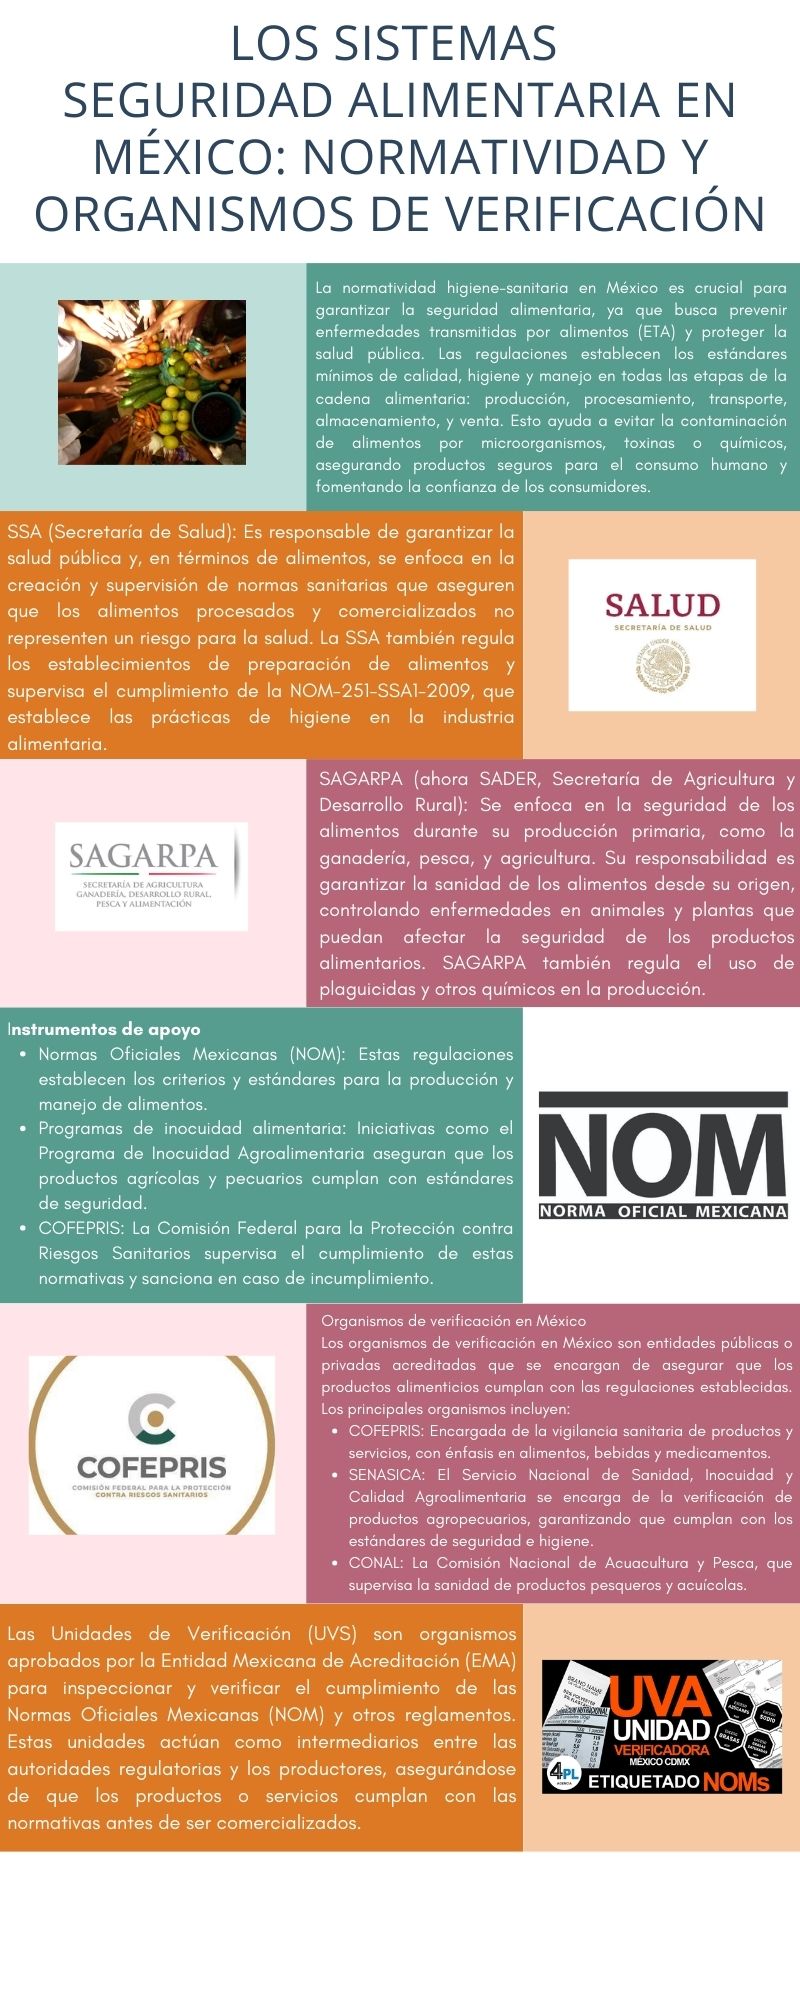 LOS SISTEMAS
SEGURIDAD ALIMENTARIA EN
MÉXICO: NORMATIVIDAD Y
ORGANISMOS DE VERIFICACIÓN
La normatividad higiene-sanitaria en México es crucial para
garantizar la seguridad alimentaria, ya que busca prevenir
enfermedades transmitidas por alimentos (ETA) y proteger la
salud pública. Las regulaciones establecen los estándares
mínimos de calidad, higiene y manejo en todas las etapas de la
cadena alimentaria: producción, procesamiento, transporte,
almacenamiento, y venta. Esto ayuda a evitar la contaminación
de alimentos por microorganismos, toxinas o químicos,
asegurando productos seguros para el consumo humano y
fomentando la confianza de los consumidores.
SSA (Secretaría de Salud): Es responsable de garantizar la
salud pública y, en términos de alimentos, se enfoca en la
creación y supervisión de normas sanitarias que aseguren
que los alimentos procesados y comercializados no
representen un riesgo para la salud. La SSA también regula
los establecimientos de preparación de alimentos y
supervisa el cumplimiento de la NOM-251-SSA1-2009, que
establece las prácticas de higiene en la industria
alimentaria.
SALUD
SECRETARÍA DE SALUD
ESTADOS UNIDOS MEXICANOS
SAGARPA (ahora SADER, Secretaría de Agricultura y
Desarrollo Rural): Se enfoca en la seguridad de los
alimentos durante su producción primaria, como la
ganadería, pesca, y agricultura. Su responsabilidad es
garantizar la sanidad de los alimentos desde su origen,
controlando enfermedades en animales y plantas que
puedan afectar la seguridad de los productos
alimentarios. SAGARPA también regula el uso de
plaguicidas y otros químicos en la producción.
SAGARPA
SECRETARÍA DE AGRICULTURA
GANADERÍA, DESARROLLO RURAL,
PESCA Y ALIMENTACIÓN
Instrumentos de apoyo
• Normas Oficiales Mexicanas (NOM): Estas regulaciones
establecen los criterios y estándares para la producción y
manejo de alimentos.
• Programas de inocuidad alimentaria: Iniciativas como el
Programa de Inocuidad Agroalimentaria aseguran que los
productos agrícolas y pecuarios cumplan con estándares
de seguridad.
• COFEPRIS: La Comisión Federal para la Protección contra
Riesgos Sanitarios supervisa el cumplimiento de estas
normativas y sanciona en caso de incumplimiento.
NOM
NORMA OFICIAL MEXICANA
COFEPRIS
COMISIÓN FEDERAL PARA LA PROTECCIÓN
CONTRA RIESGOS SANITARIOS
Organismos de verificación en México
Los organismos de verificación en México son entidades públicas o
privadas acreditadas que se encargan de asegurar que los
productos alimenticios cumplan con las regulaciones establecidas.
Los principales organismos incluyen:
• COFEPRIS: Encargada de la vigilancia sanitaria de productos y
servicios, con énfasis en alimentos, bebidas y medicamentos.
• SENASICA: El Servicio Nacional de Sanidad, Inocuidad y
Calidad Agroalimentaria se encarga de la verificación de
productos agropecuarios, garantizando que cumplan con los
estándares de seguridad e higiene.
• CONAL: La Comisión Nacional de Acuacultura y Pesca, que
supervisa la sanidad de productos pesqueros y acuícolas.
Las Unidades de Verificación (UVS) son organismos
aprobados por la Entidad Mexicana de Acreditación (EMA)
para inspeccionar y verificar el cumplimiento de las
Normas Oficiales Mexicanas (NOM) y otros reglamentos.
Estas unidades actúan como intermediarios entre las
autoridades regulatorias y los productores, asegurándose
de que los productos o servicios cumplan con las
normativas antes de ser comercializados.
BRAND NAME
UVA
UNIDAD
VERIFICADORA
MÉXICO CDMX
4PL
AGENCIA
ETIQUETADO NOMs
EXCESO
SODIO